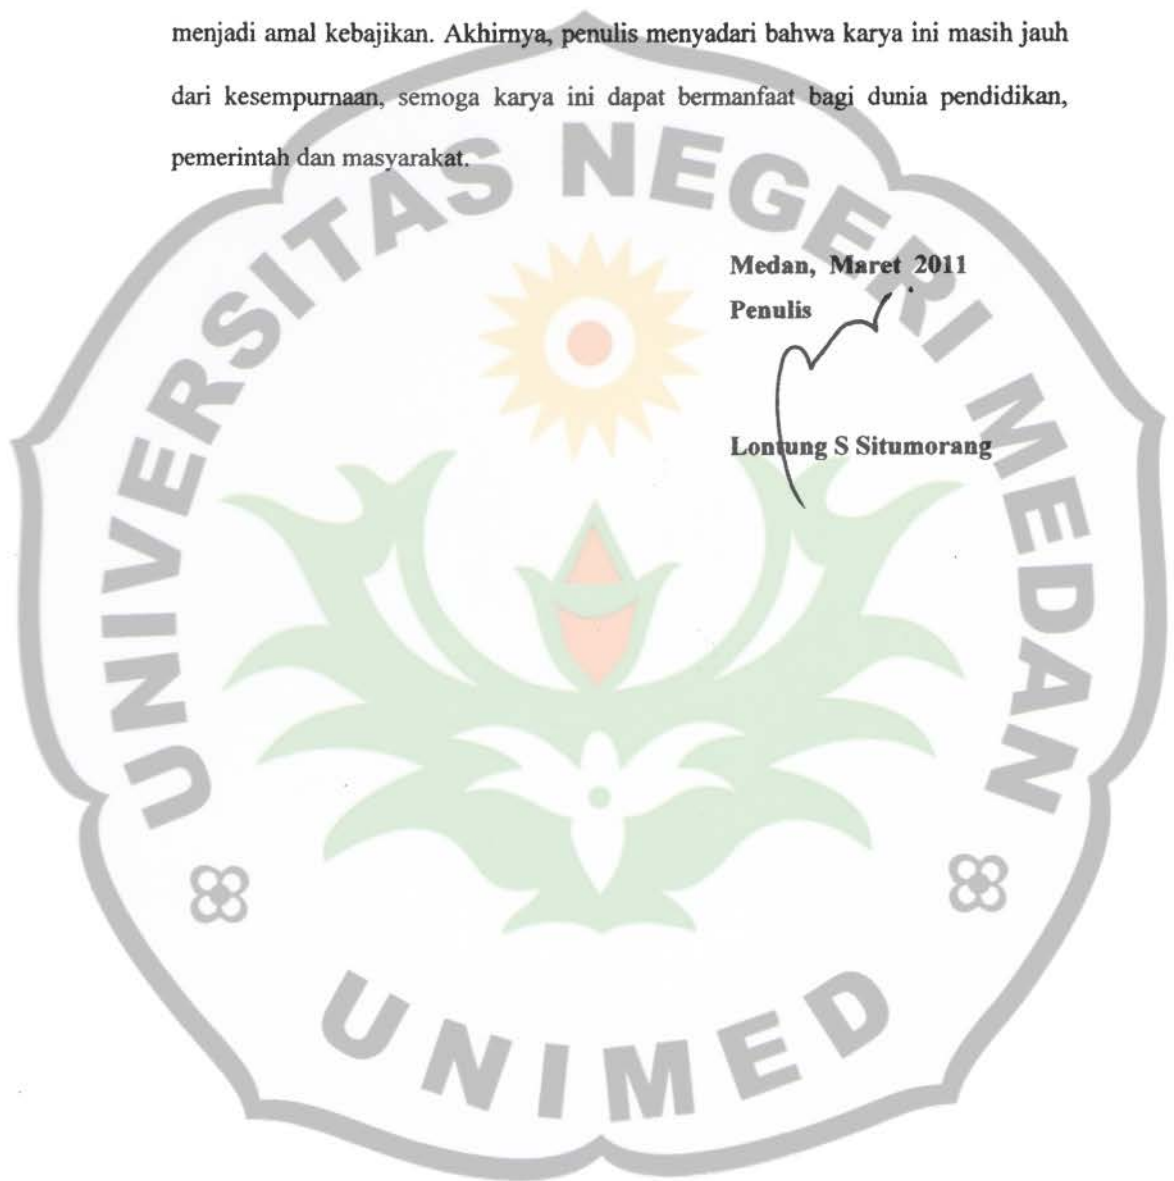 menjadi amal kebajikan. Akhirnya, penulis menyadari bahwa karya ini masih jauh
dari kesempurnaan, semoga karya ini dapat bermanfaat bagi dunia pendidikan,
pemerintah dan masyarakat.
Medan, Maret 2011
Penulis
Lontung S Situmorang
UNIVERSITAS NEGERI MEDAN
UNIMED